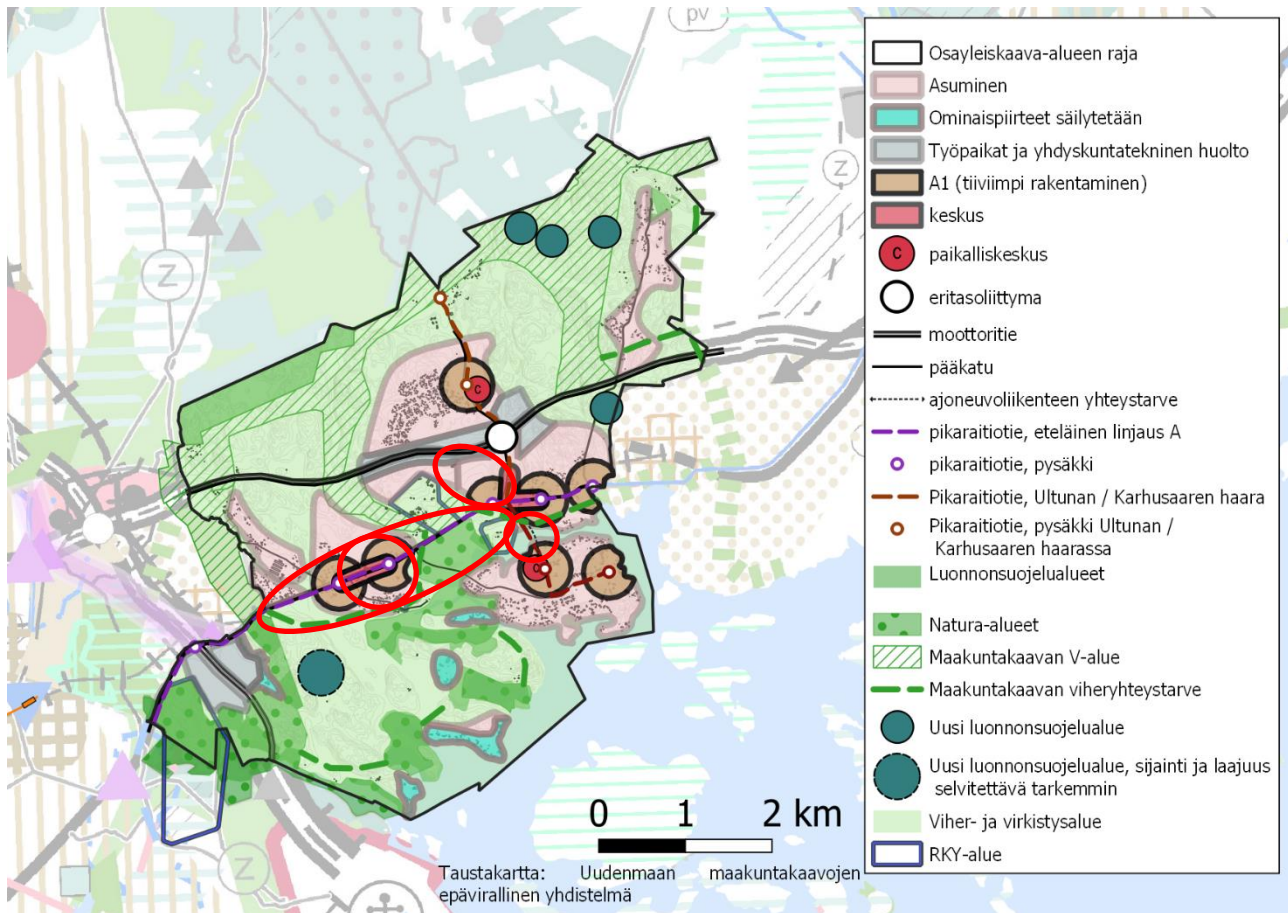 pv
Z
Z
Z
C
C
Osayleiskaava-alueen raja
Asuminen
Ominaispiirteet säilytetään
Työpaikat ja yhdyskuntatekninen huolto
A1 (tiiviimpi rakentaminen)
keskus
C paikalliskeskus
eritasoliittyma
moottoritie
pääkatu
ajoneuvoliikenteen yhteystarve
pikaraitiotie, eteläinen linjaus A
pikaraitiotie, pysäkki
Pikaraitiotie, Ultunan / Karhusaaren haara
Pikaraitiotie, pysäkki Ultunan /
Karhusaaren haarassa
Luonnonsuojelualueet
Natura-alueet
Maakuntakaavan V-alue
Maakuntakaavan viheryhteystarve
Uusi luonnonsuojelualue
Uusi luonnonsuojelualue, sijainti ja laajuus
selvitettävä tarkemmin
Viher- ja virkistysalue
RKY-alue
0 1 2 km
Taustakartta: Uudenmaan maakuntakaavojen
epävirallinen yhdistelmä